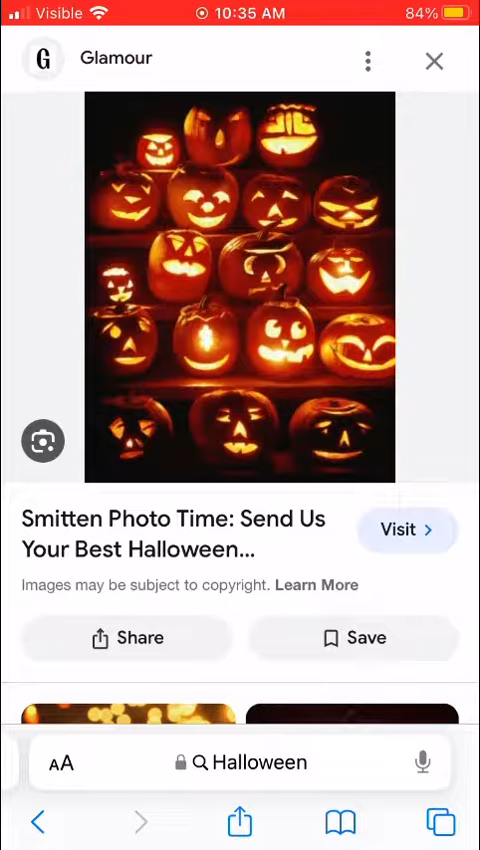 Visible 10:35 AM 84%
G Glamour
Smitten Photo Time: Send Us
Your Best Halloween...
Visit >
Images may be subject to copyright. Learn More
Share Save
AA Halloween